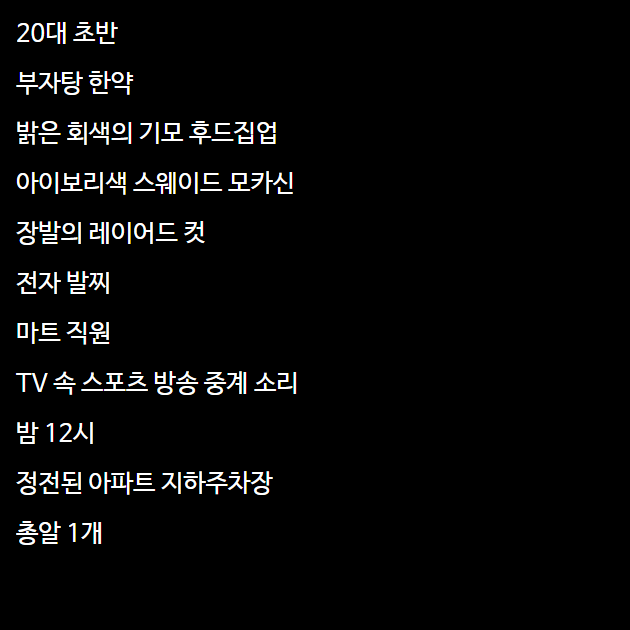 20대 초반
부자탕 한약
밝은 회색의 기모 후드집업
아이보리색 스웨이드 모카신
장발의 레이어드 컷
전자 발찌
마트 직원
TV 속 스포츠 방송 중계 소리
밤 12시
정전된 아파트 지하주차장
총알 1개